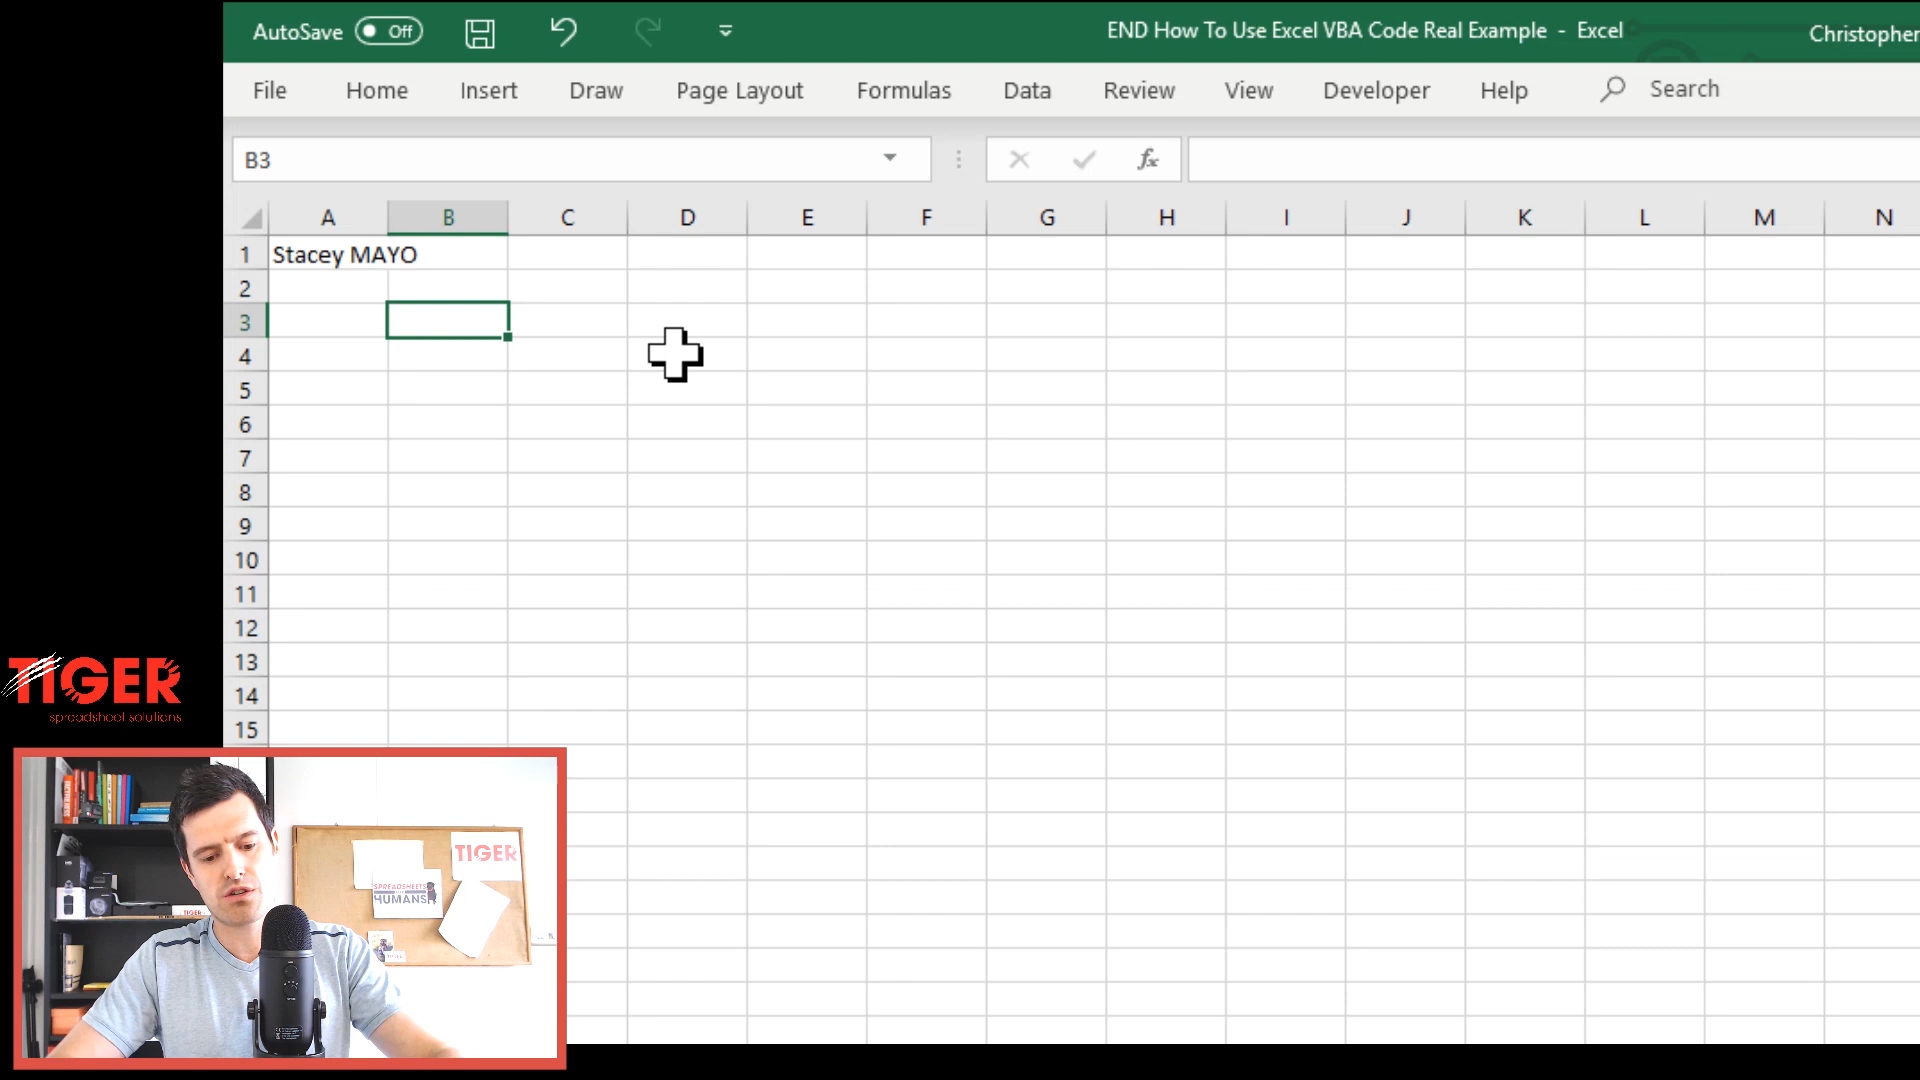 AutoSave Off END How To Use Excel VBA Code Real Example - Excel Christopher
File Home Insert Draw Page Layout Formulas Data Review View Developer Help Search
B3 fx
A B C D E F G H I J K L M N
1 Stacey MAYO
2
3
4
5
6
7
8
9
10
11
12
13
14
15
TIGER
spreadsheet solutions
TIGER
SPREADSHEETS
HUMANS
TIGER